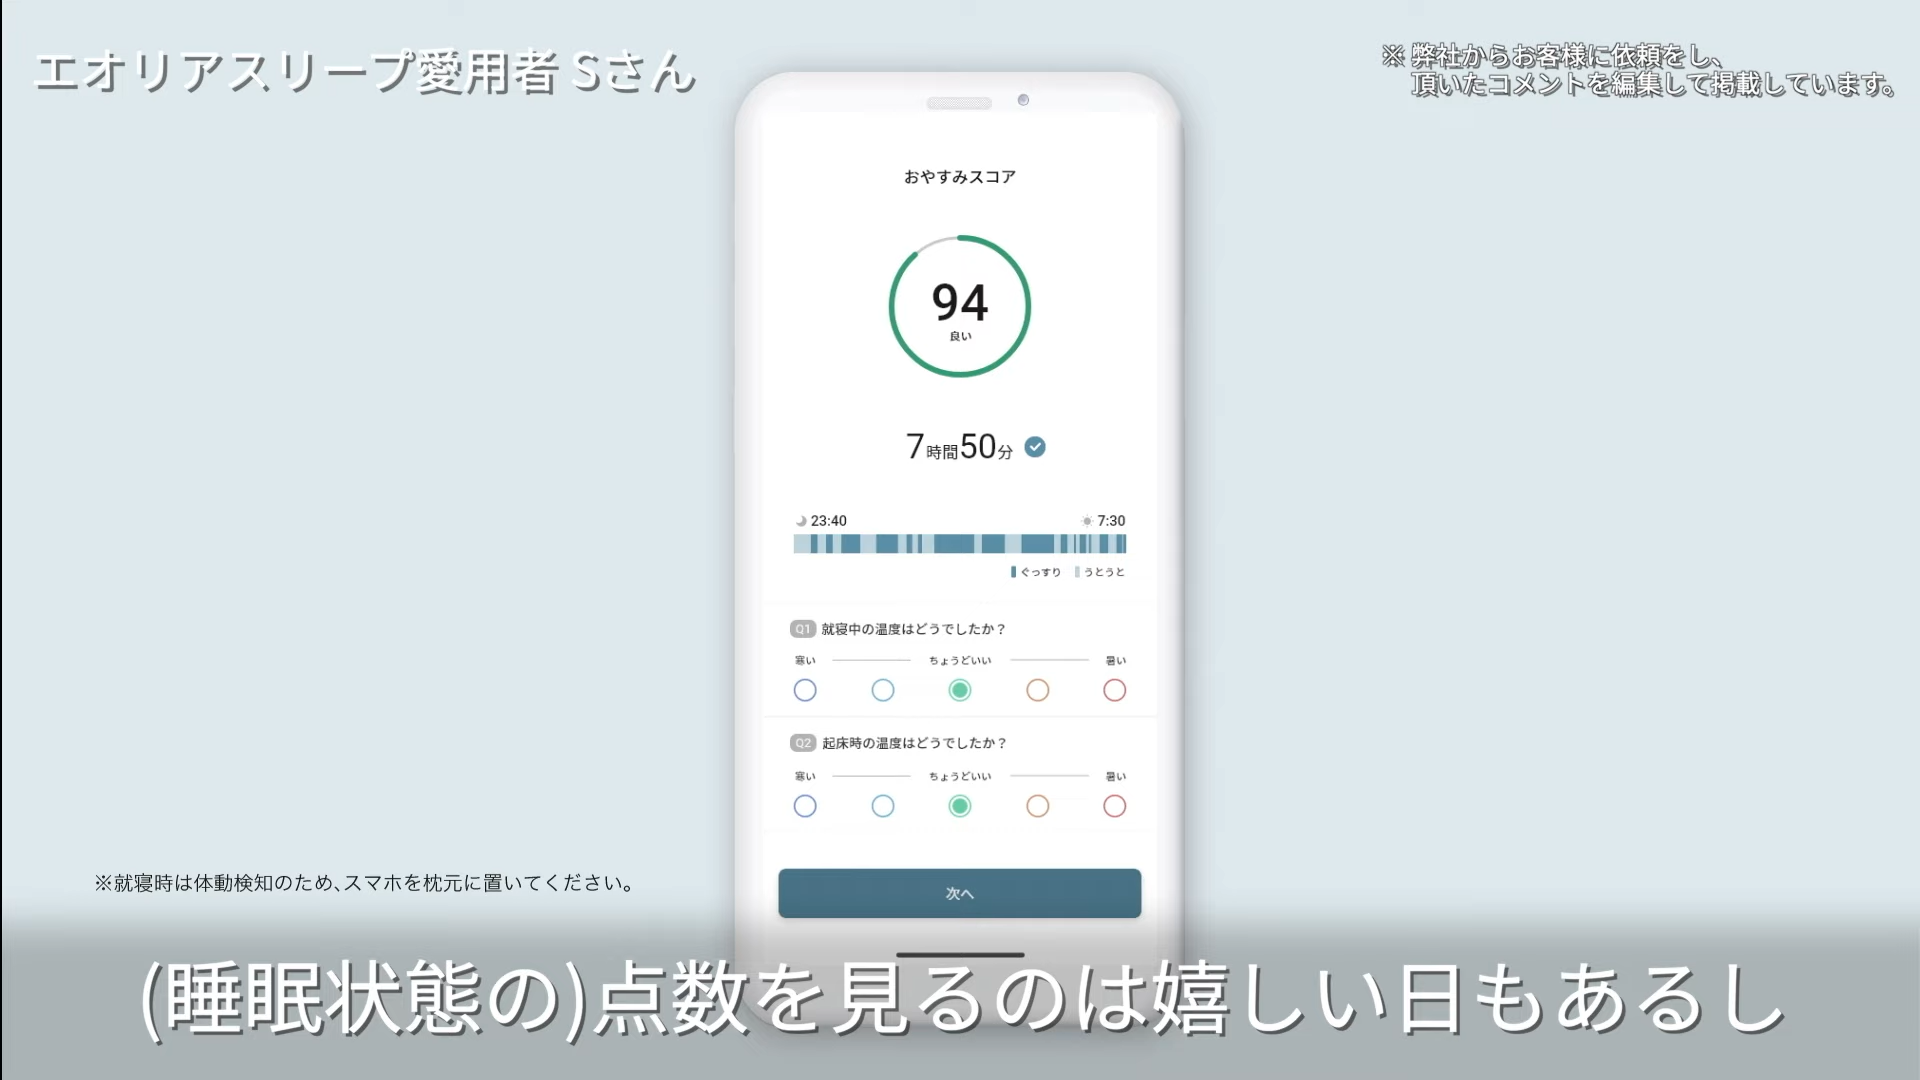 エオリアスリープ愛用者 Sさん
※ 弊社からお客様に依頼をし、
頂いたコメントを編集して掲載しています。
おやすみスコア
94
良い
7時間50分
23:40 7:30
ぐっすり うとうと
Q1 就寝中の温度はどうでしたか？
寒い ちょうどいい 暑い
Q2 起床時の温度はどうでしたか？
寒い ちょうどいい 暑い
次へ
※就寝時は体動検知のため、スマホを枕元に置いてください。
(睡眠状態の)点数を見るのは嬉しい日もあるし